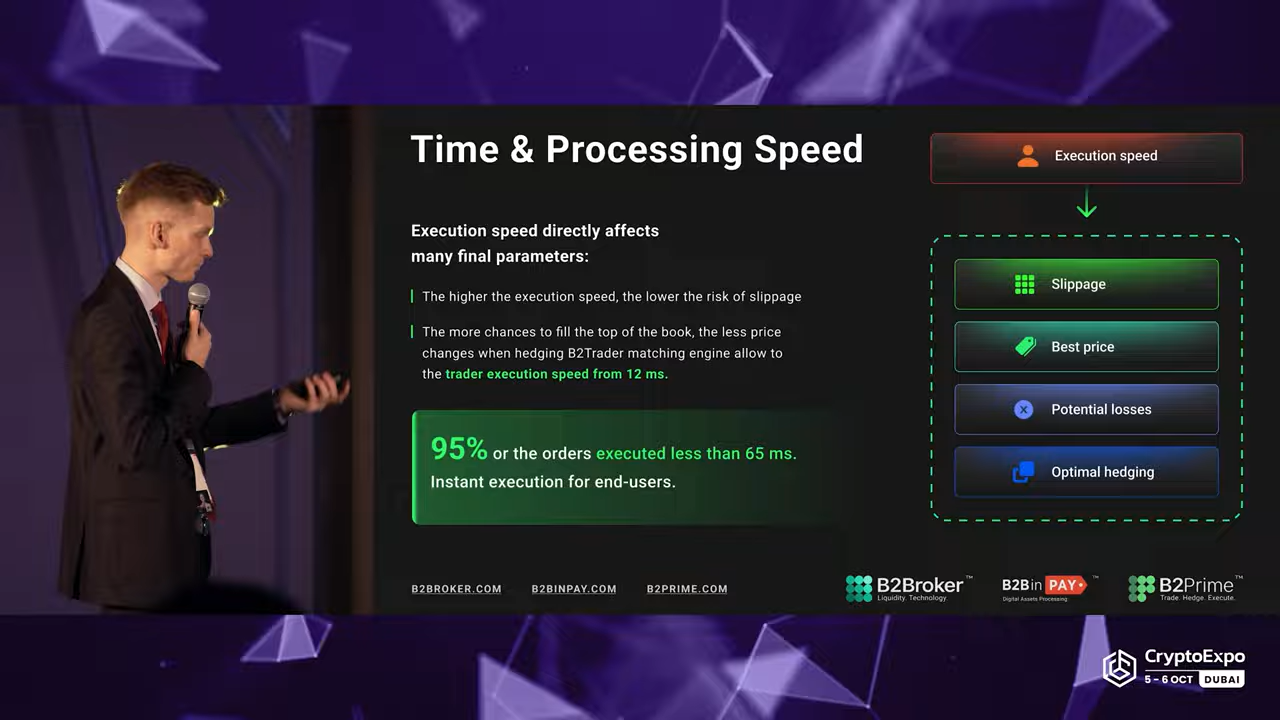 Time & Processing Speed
Execution speed directly affects
many final parameters:
The higher the execution speed, the lower the risk of slippage
The more chances to fill the top of the book, the less price
changes when hedging B2Trader matching engine allow to
the trader execution speed from 12 ms.
95% or the orders executed less than 65 ms.
Instant execution for end-users.
Execution speed
Slippage
Best price
Potential losses
Optimal hedging
B2BROKER.COM B2BINPAY.COM B2PRIME.COM
B2Broker™
Liquidity. Technology
B2BinPAY™
Digital Assets Processing
B2Prime™
Trade. Hedge. Execute.
CryptoExpo
5-6 OCT DUBAI